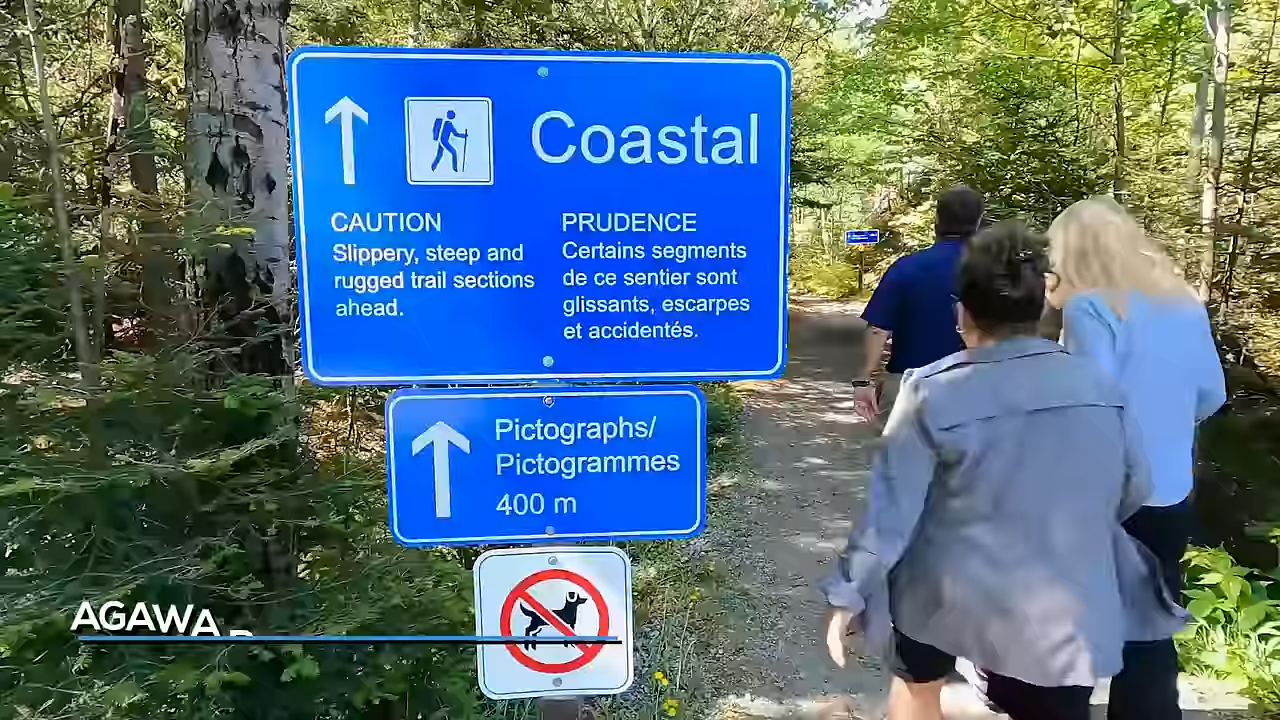 Coastal
CAUTION
Slippery, steep and
rugged trail sections
ahead.
PRUDENCE
Certains segments
de ce sentier sont
glissants, escarpes
et accidentés.
Pictographs/
Pictogrammes
400 m
AGAWA